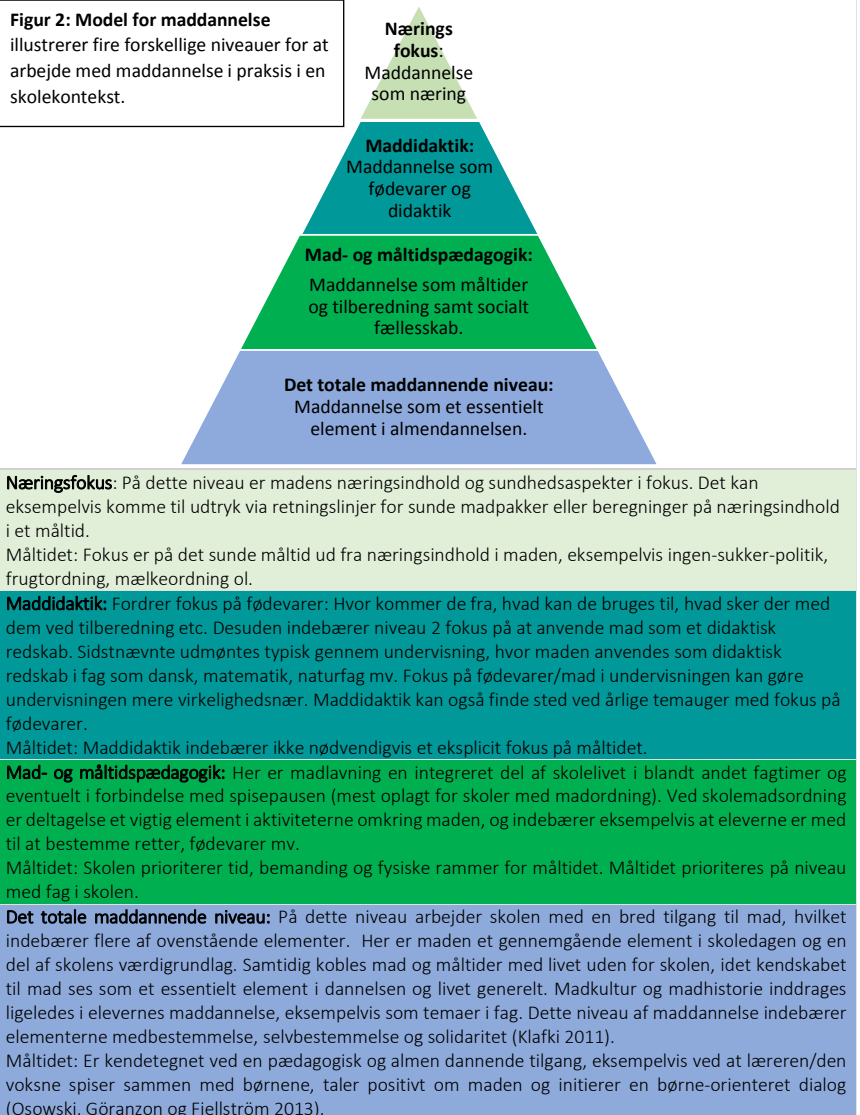 Figur 2: Model for maddannelse
illustrerer fire forskellige niveauer for at
arbejde med maddannelse i praksis i en
skolekontekst.
Nærings
fokus:
Maddannelse
som næring
Maddidaktik:
Maddannelse som
fødevarer og
didaktik
Mad- og måltidspædagogik:
Maddannelse som måltider
og tilberedning samt socialt
fællesskab.
Det totale maddannende niveau:
Maddannelse som et essentielt
element i almendannelsen.
Næringsfokus: På dette niveau er madens næringsindhold og sundhedsaspekter i fokus. Det kan
eksempelvis komme til udtryk via retningslinjer for sunde madpakker eller beregninger på næringsindhold
i et måltid.
Måltidet: Fokus er på det sunde måltid ud fra næringsindhold i maden, eksempelvis ingen-sukker-politik,
frugtordning, mælkeordning ol.
Maddidaktik: Fordrer fokus på fødevarer: Hvor kommer de fra, hvad kan de bruges til, hvad sker der med
dem ved tilberedning etc. Desuden indebærer niveau 2 fokus på at anvende mad som et didaktisk
redskab. Sidstnævnte udmøntes typisk gennem undervisning, hvor maden anvendes som didaktisk
redskab i fag som dansk, matematik, naturfag mv. Fokus på fødevarer/mad i undervisningen kan gøre
undervisningen mere virkelighedsnær. Maddidaktik kan også finde sted ved årlige temauger med fokus på
fødevarer.
Måltidet: Maddidaktik indebærer ikke nødvendigvis et eksplicit fokus på måltidet.
Mad- og måltidspædagogik: Her er madlavning en integreret del af skolelivet i blandt andet fagtimer og
eventuelt i forbindelse med spisepausen (mest oplagt for skoler med madordning). Ved skolemadsordning
er deltagelse et vigtig element i aktiviteterne omkring maden, og indebærer eksempelvis at eleverne er med
til at bestemme retter, fødevarer mv.
Måltidet: Skolen prioriterer tid, bemanding og fysiske rammer for måltidet. Måltidet prioriteres på niveau
med fag i skolen.
Det totale maddannende niveau: På dette niveau arbejder skolen med en bred tilgang til mad, hvilket
indebærer flere af ovenstående elementer. Her er maden et gennemgående element i skoledagen og en
del af skolens værdigrundlag. Samtidig kobles mad og måltider med livet uden for skolen, idet kendskabet
til mad ses som et essentielt element i dannelsen og livet generelt. Madkultur og madhistorie inddrages
ligeledes i elevernes maddannelse, eksempelvis som temaer i fag. Dette niveau af maddannelse indebærer
elementerne medbestemmelse, selvbestemmelse og solidaritet (Klafki 2011).
Måltidet: Er kendetegnet ved en pædagogisk og almen dannende tilgang, eksempelvis ved at læreren/den
voksne spiser sammen med børnene, taler positivt om maden og initierer en børne-orienteret dialog
(Osowski, Göranzon og Fjellström 2013).